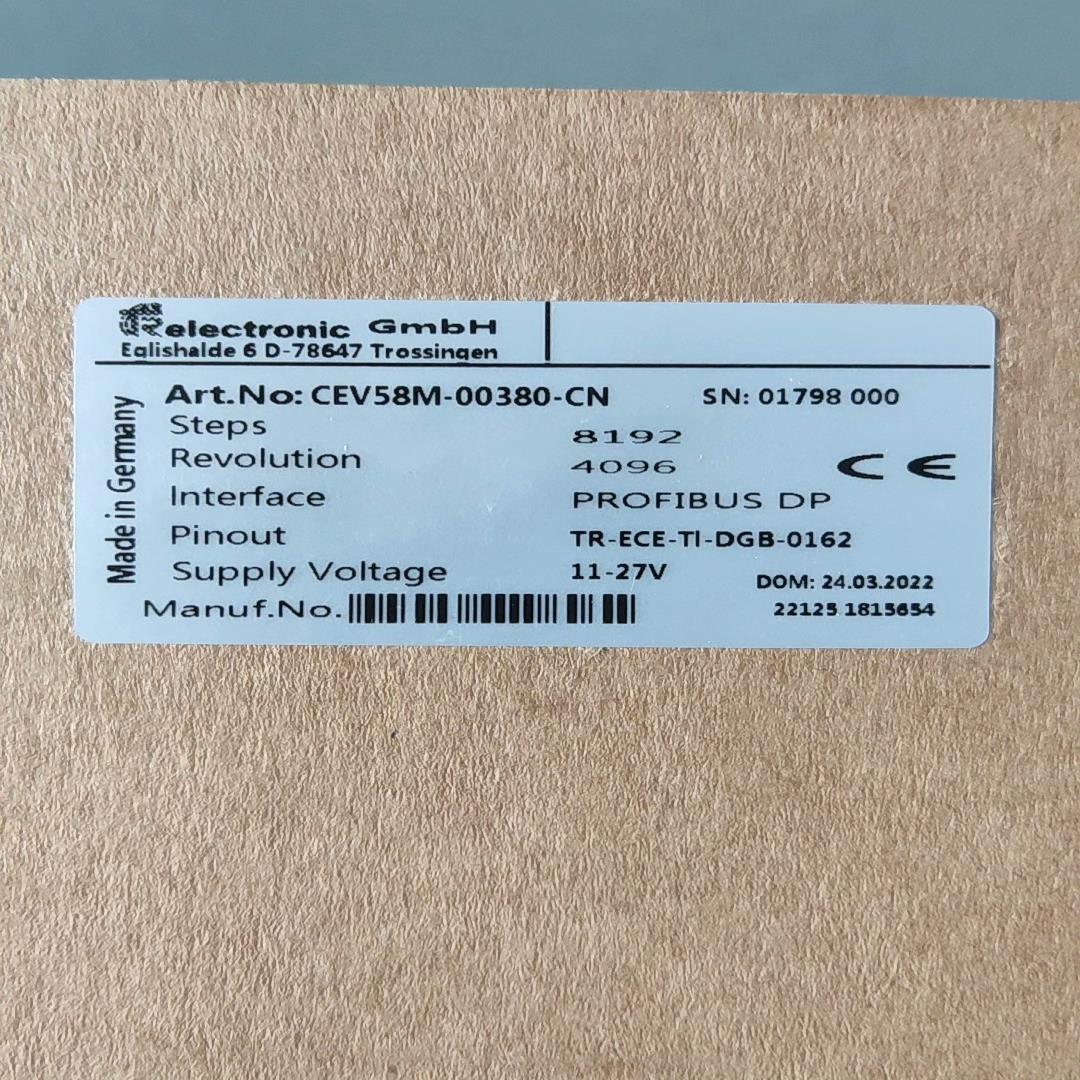 electronic GmbH
Eglishalde 6 D-78647 Trossingen
Made in Germany
Art.No: CEV58M-00380-CN SN: 01798 000
Steps 8192
Revolution 4096
CE
Interface PROFIBUS DP
Pinout TR-ECE-TI-DGB-0162
Supply Voltage 11-27V
DOM: 24.03.2022
Manuf.No. 22125 1815654